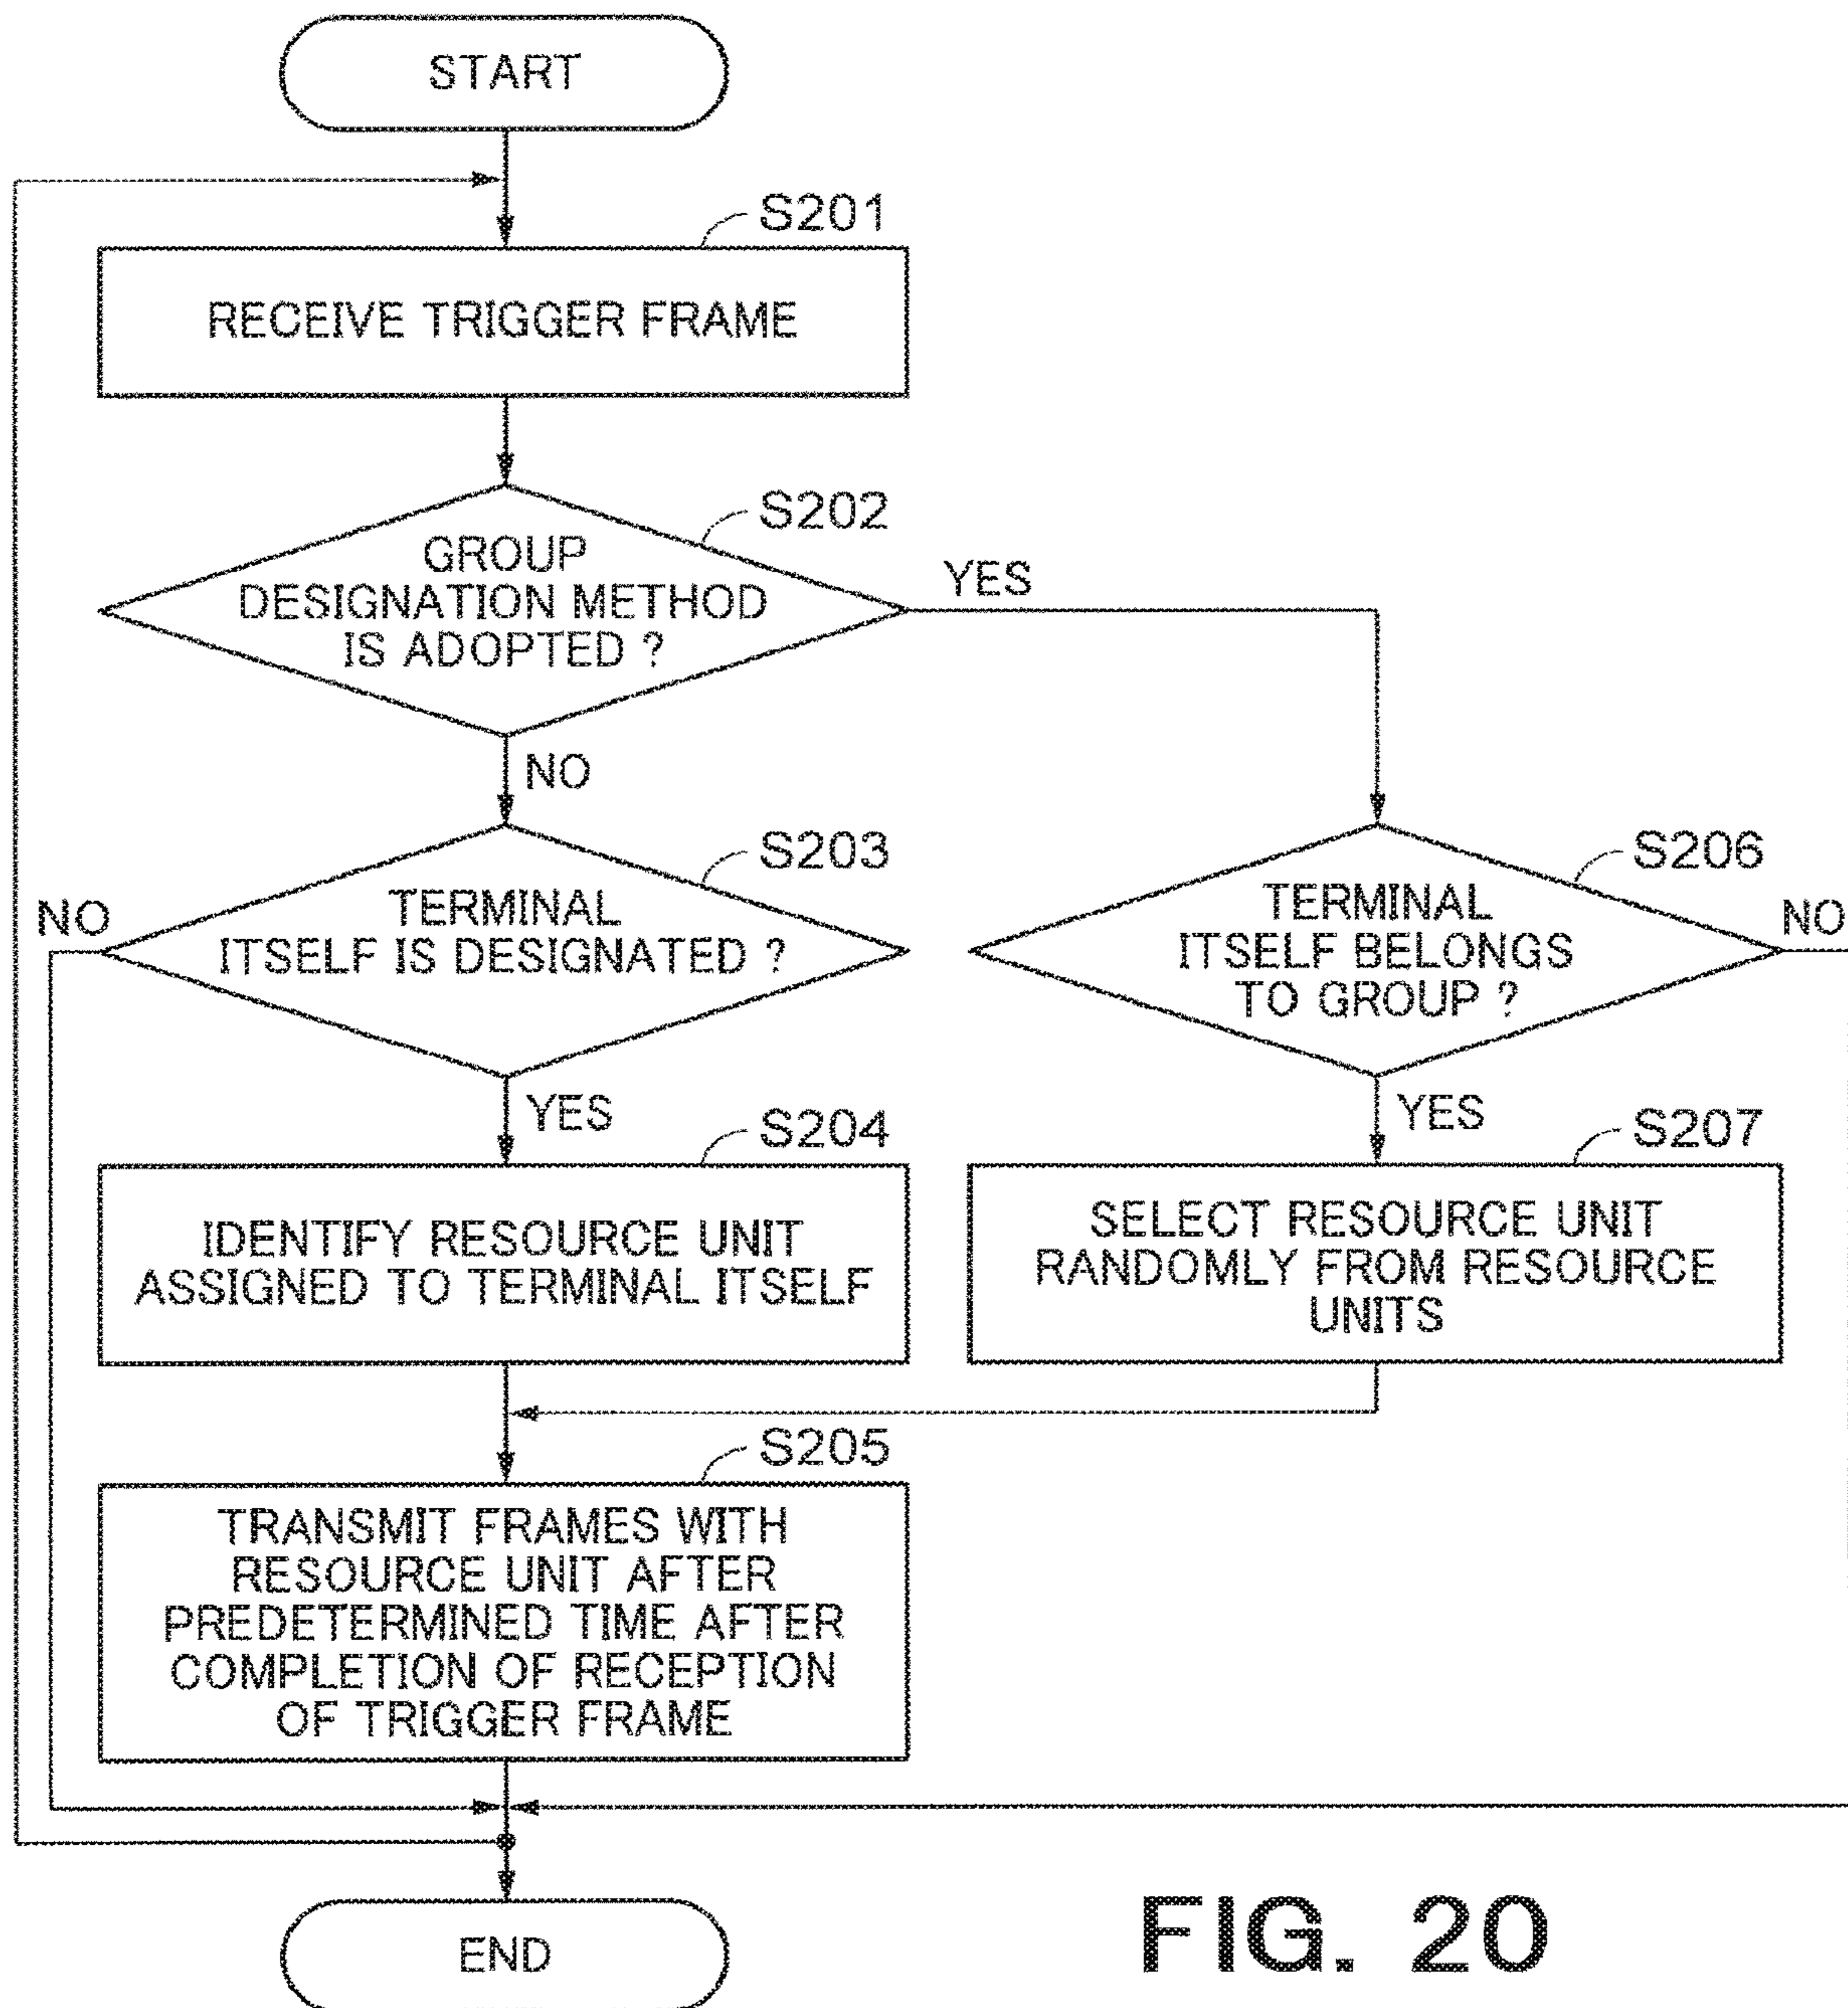 START
S201
RECEIVE TRIGGER FRAME
S202
GROUP
DESIGNATION METHOD
IS ADOPTED ?
YES
NO
S203
TERMINAL
ITSELF IS DESIGNATED ?
NO
YES
S206
TERMINAL
ITSELF BELONGS
TO GROUP ?
NO
YES
S204
IDENTIFY RESOURCE UNIT
ASSIGNED TO TERMINAL ITSELF
S207
SELECT RESOURCE UNIT
RANDOMLY FROM RESOURCE
UNITS
S205
TRANSMIT FRAMES WITH
RESOURCE UNIT AFTER
PREDETERMINED TIME AFTER
COMPLETION OF RECEPTION
OF TRIGGER FRAME
END
FIG. 20